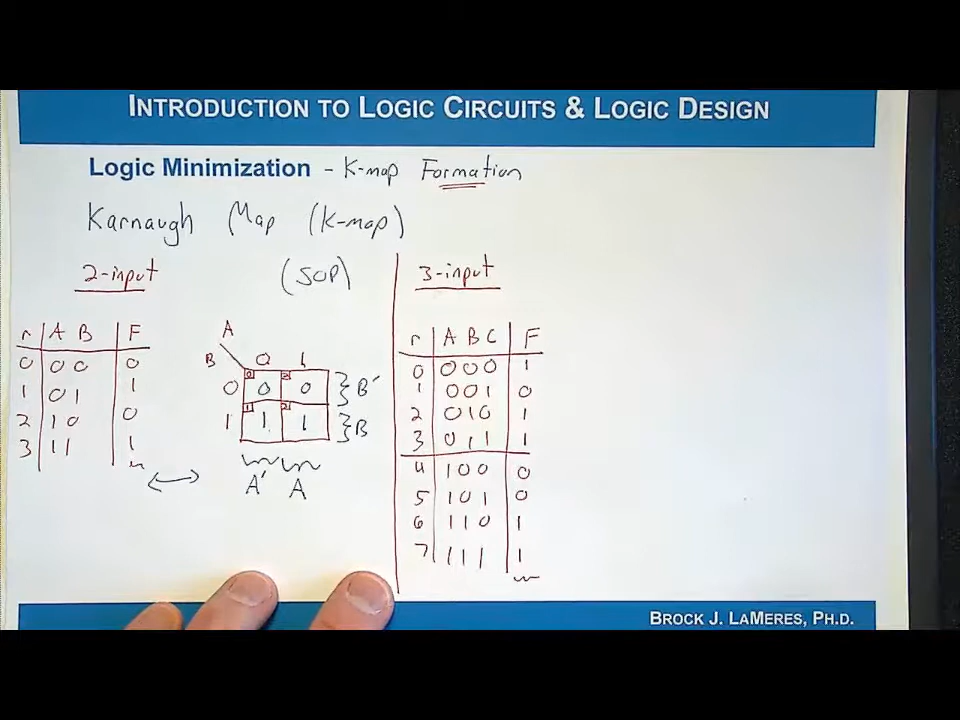 INTRODUCTION TO LOGIC CIRCUITS & LOGIC DESIGN
Logic Minimization - K-map Formation
Karnaugh Map (K-map)
2-input (SOP)
r A B F
0 0 0 0
1 0 1 1
2 1 0 0
3 1 1 1
A
B 0 1
0 0 0 2 0 B'
1 1 1 3 1 B
A' A
3-input
r A B C F
0 0 0 0 1
1 0 0 1 0
2 0 1 0 1
3 0 1 1 1
4 1 0 0 0
5 1 0 1 0
6 1 1 0 1
7 1 1 1 1
BROCK J. LAMERES, PH.D.